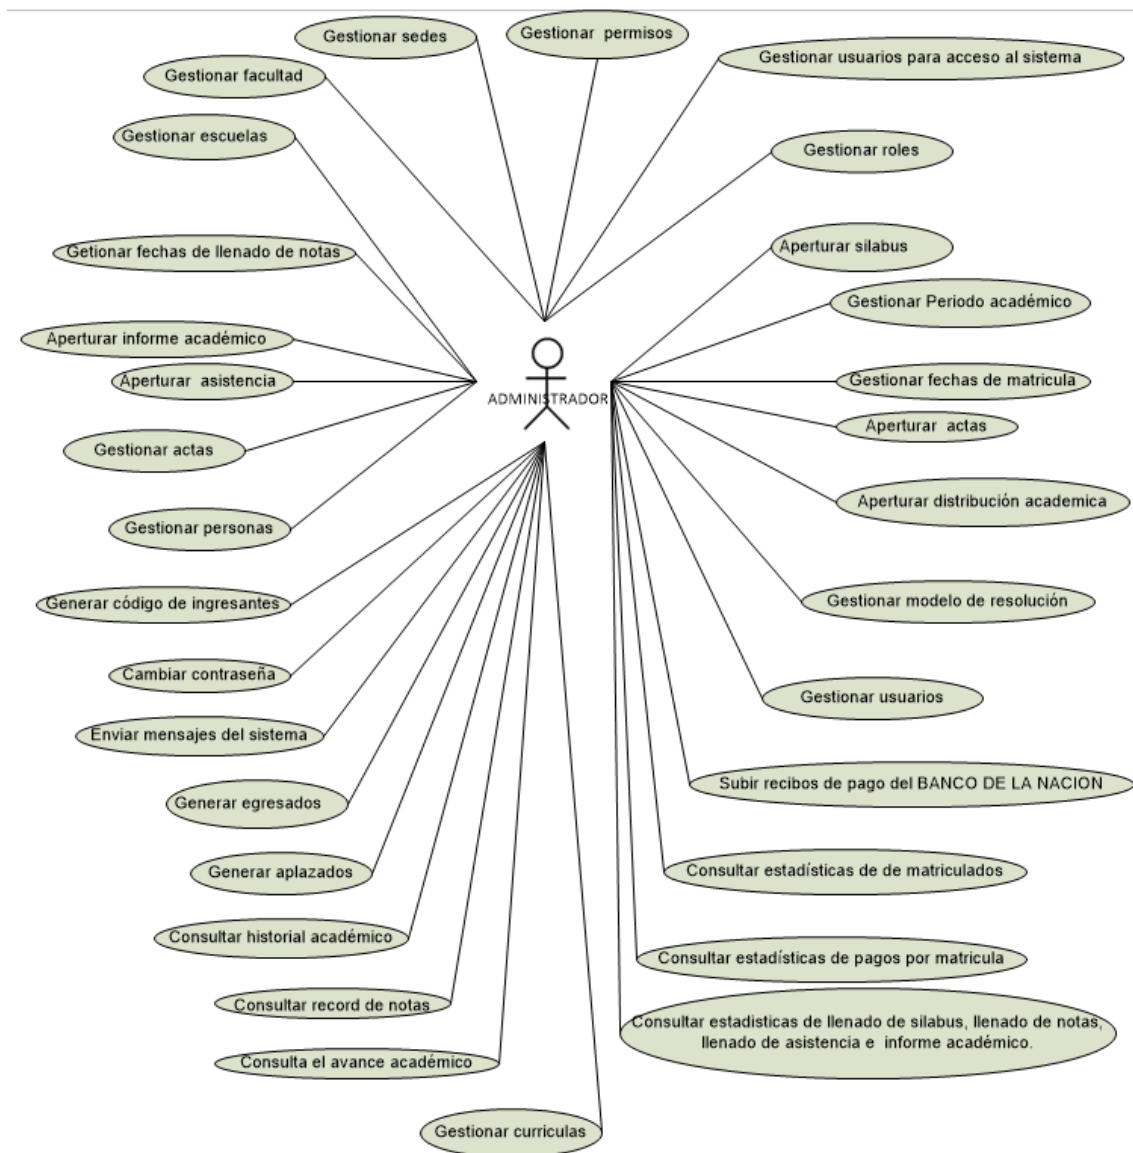 Gestionar sedes
Gestionar permisos
Gestionar usuarios para acceso al sistema
Gestionar facultad
Gestionar escuelas
Gestionar roles
Getionar fechas de llenado de notas
Aperturar silabus
Gestionar Periodo académico
Aperturar informe académico
Aperturar asistencia
Gestionar fechas de matricula
ADMINISTRADOR
Aperturar actas
Gestionar actas
Aperturar distribución academica
Gestionar personas
Generar código de ingresantes
Gestionar modelo de resolución
Cambiar contraseña
Gestionar usuarios
Enviar mensajes del sistema
Subir recibos de pago del BANCO DE LA NACION
Generar egresados
Generar aplazados
Consultar estadísticas de de matriculados
Consultar historial académico
Consultar estadísticas de pagos por matricula
Consultar record de notas
Consultar estadisticas de llenado de silabus, llenado de notas,
llenado de asistencia e informe académico.
Consulta el avance académico
Gestionar curriculas